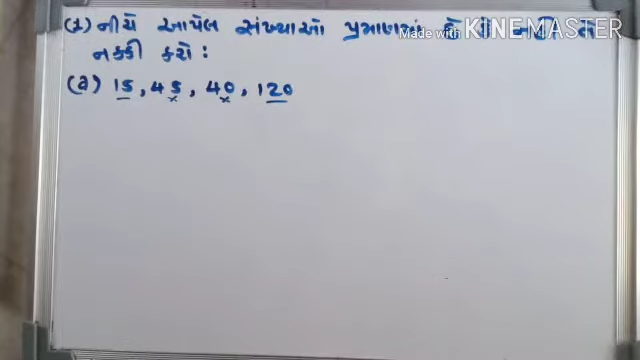 (1) નીચે આપેલ સંખ્યાઓ પ્રમાણમાં છે
Made with KINEMASTER
નક્કી કરો :
(a) 15, 45, 40, 120